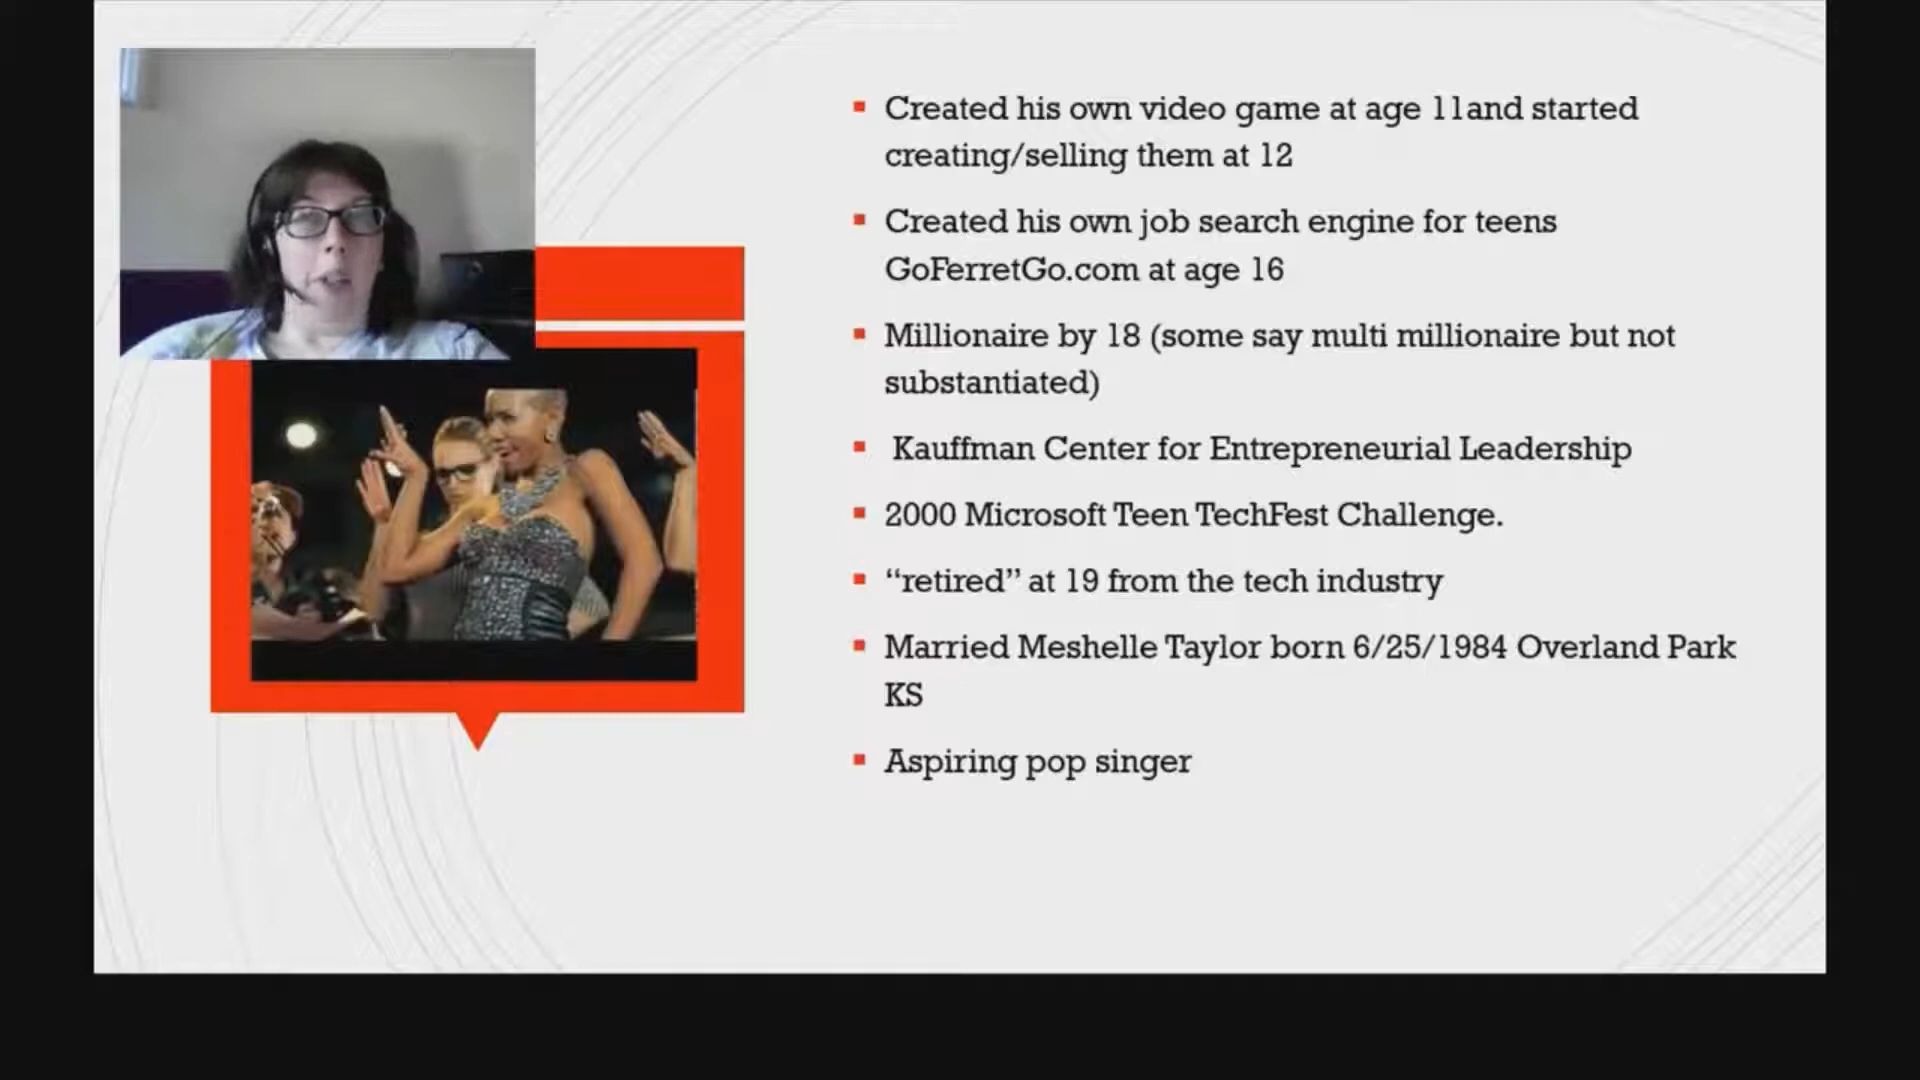 Created his own video game at age 11and started
creating/selling them at 12
Created his own job search engine for teens
GoFerretGo.com at age 16
Millionaire by 18 (some say multi millionaire but not
substantiated)
Kauffman Center for Entrepreneurial Leadership
2000 Microsoft Teen TechFest Challenge.
“retired” at 19 from the tech industry
Married Meshelle Taylor born 6/25/1984 Overland Park
KS
Aspiring pop singer